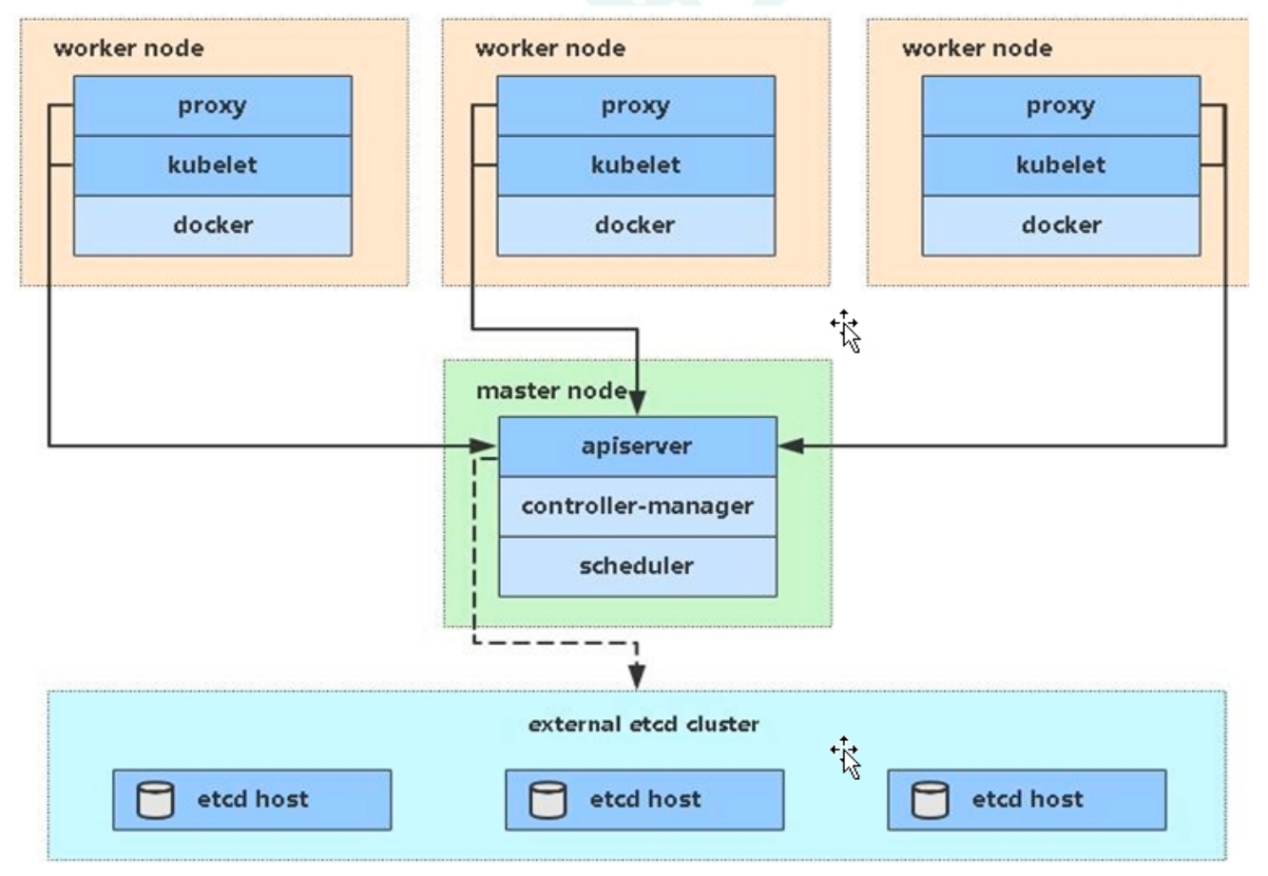 worker node
proxy
kubelet
docker
worker node
proxy
kubelet
docker
worker node
proxy
kubelet
docker
master node
apiserver
controller-manager
scheduler
external etcd cluster
etcd host
etcd host
etcd host